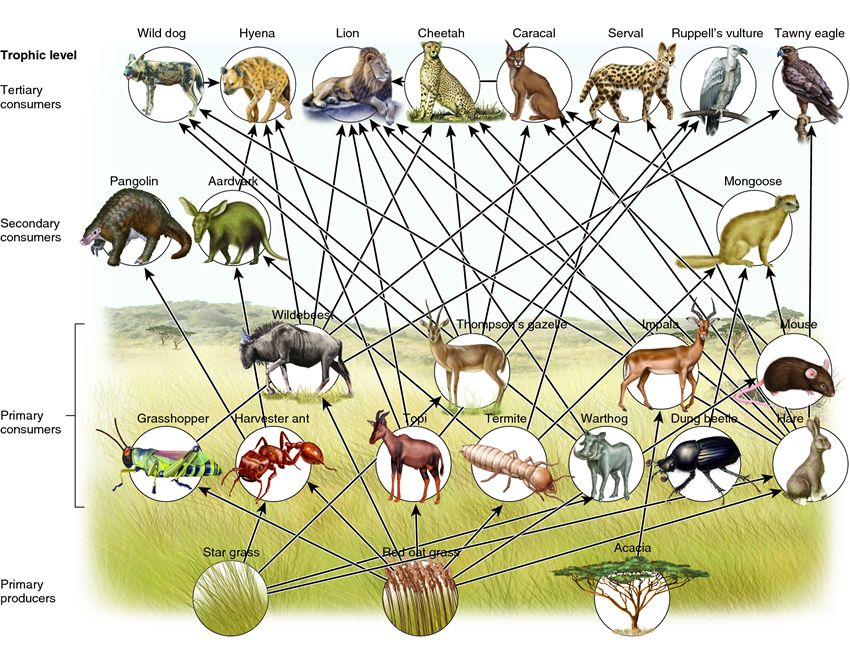 Wild dog
Hyena
Lion
Cheetah
Caracal
Serval
Ruppell's vulture
Tawny eagle
Trophic level
Tertiary
consumers
Pangolin
Aardvark
Mongoose
Secondary
consumers
Wildebeest
Thompson's gazelle
Impala
Mouse
Primary
consumers
Grasshopper
Harvester ant
Topi
Termite
Warthog
Dung beetle
Hare
Star grass
Red oat grass
Acacia
Primary
producers